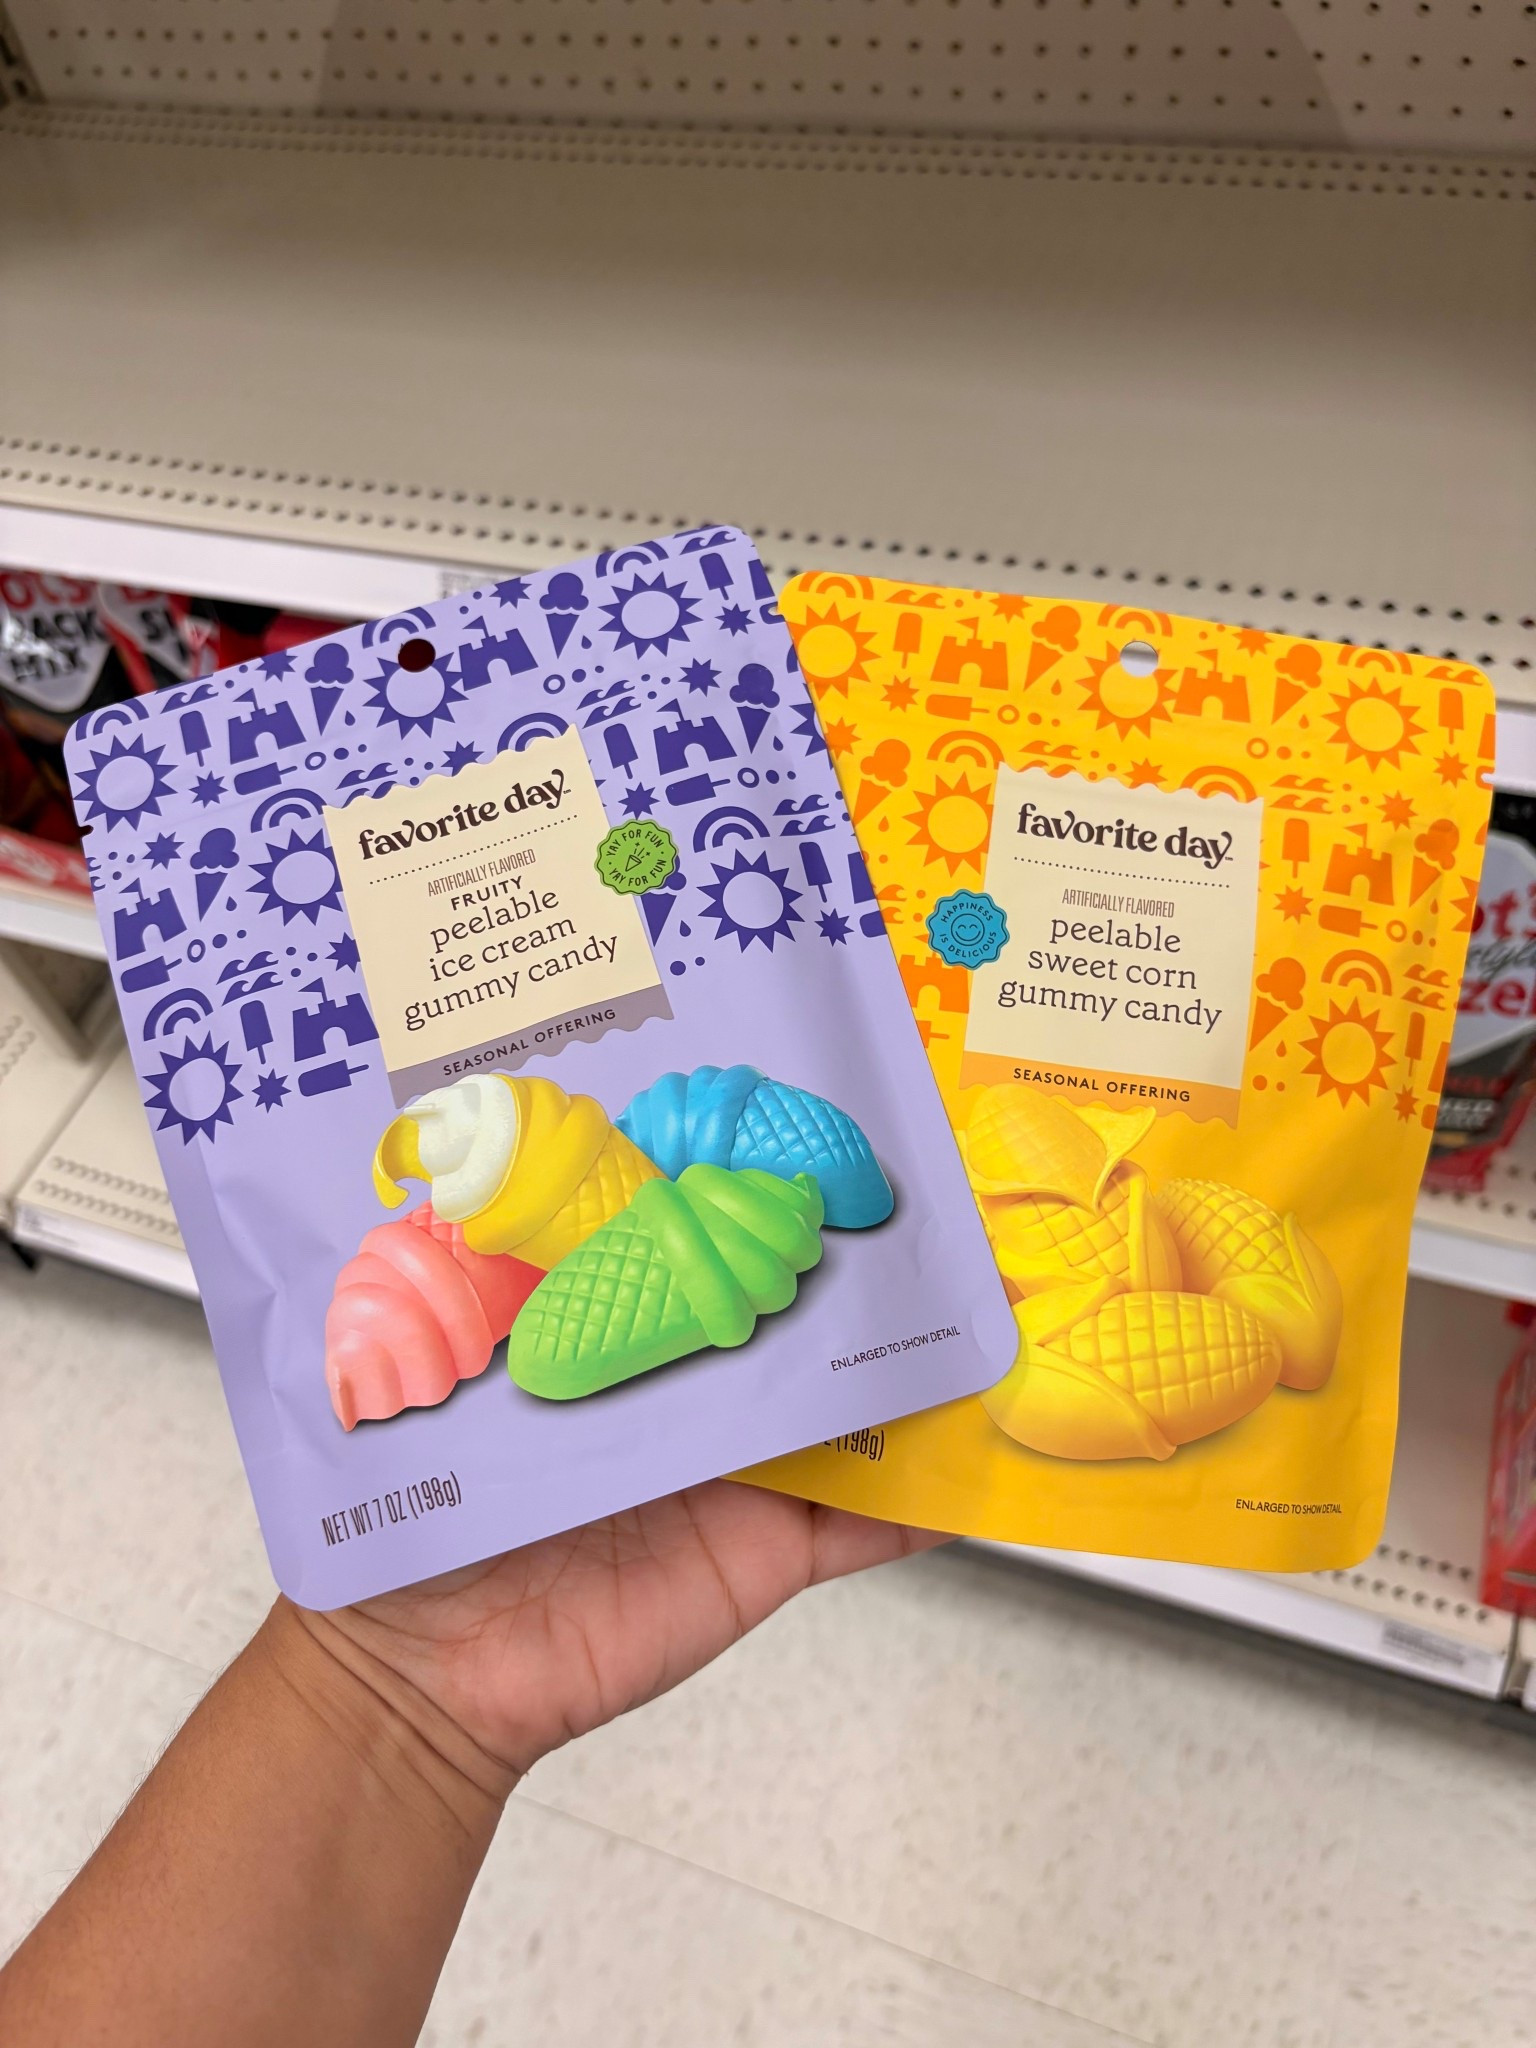 favorite day
ARTIFICIALLY FLAVORED
FRUITY
peelable
ice cream
gummy candy
SEASONAL OFFERING
YAY FOR FUN
YAY FOR FUN
ENLARGED TO SHOW DETAIL
NET WT 7 OZ (198g)
favorite day
ARTIFICIALLY FLAVORED
peelable
sweet corn
gummy candy
SEASONAL OFFERING
HAPPINESS
IS DELICIOUS
(198g)
ENLARGED TO SHOW DETAIL
MIX